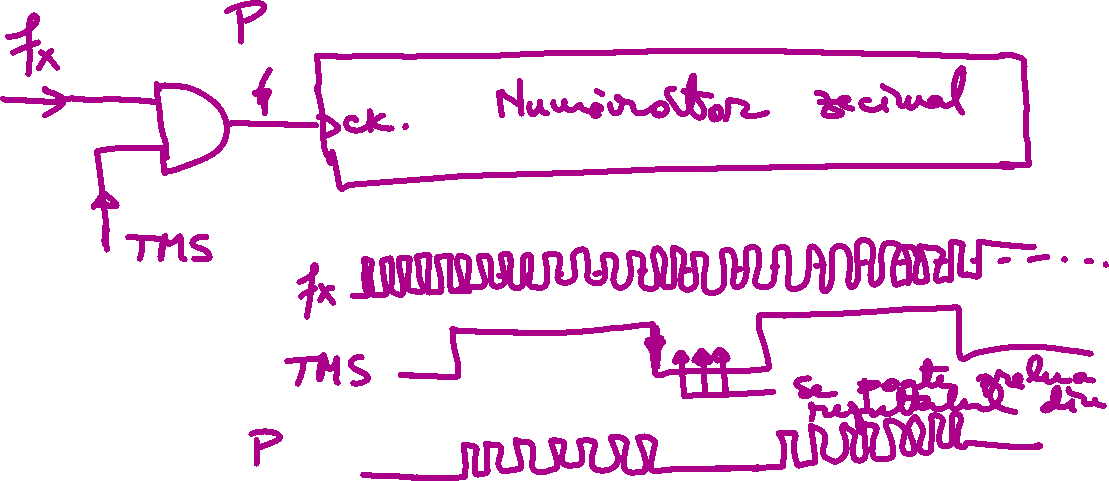 P
fx
ck. Numărător zecimal
TMS
fx
TMS
se poate prelua
rezultatul din
P